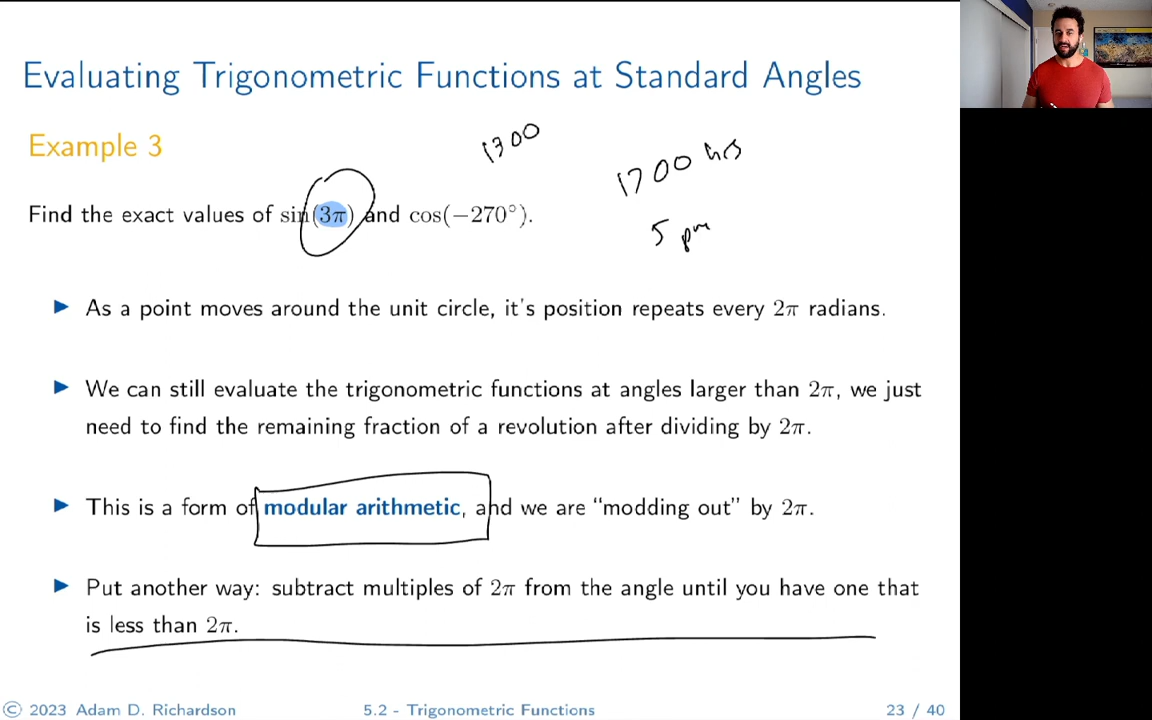 Evaluating Trigonometric Functions at Standard Angles
Example 3
1300
1700 hrs
Find the exact values of sin(3π) and cos(−270°).
5 pm
▶ As a point moves around the unit circle, it's position repeats every 2π radians.
▶ We can still evaluate the trigonometric functions at angles larger than 2π, we just
need to find the remaining fraction of a revolution after dividing by 2π.
▶ This is a form of modular arithmetic, and we are “modding out” by 2π.
▶ Put another way: subtract multiples of 2π from the angle until you have one that
is less than 2π.
© 2023 Adam D. Richardson
5.2 - Trigonometric Functions
23 / 40